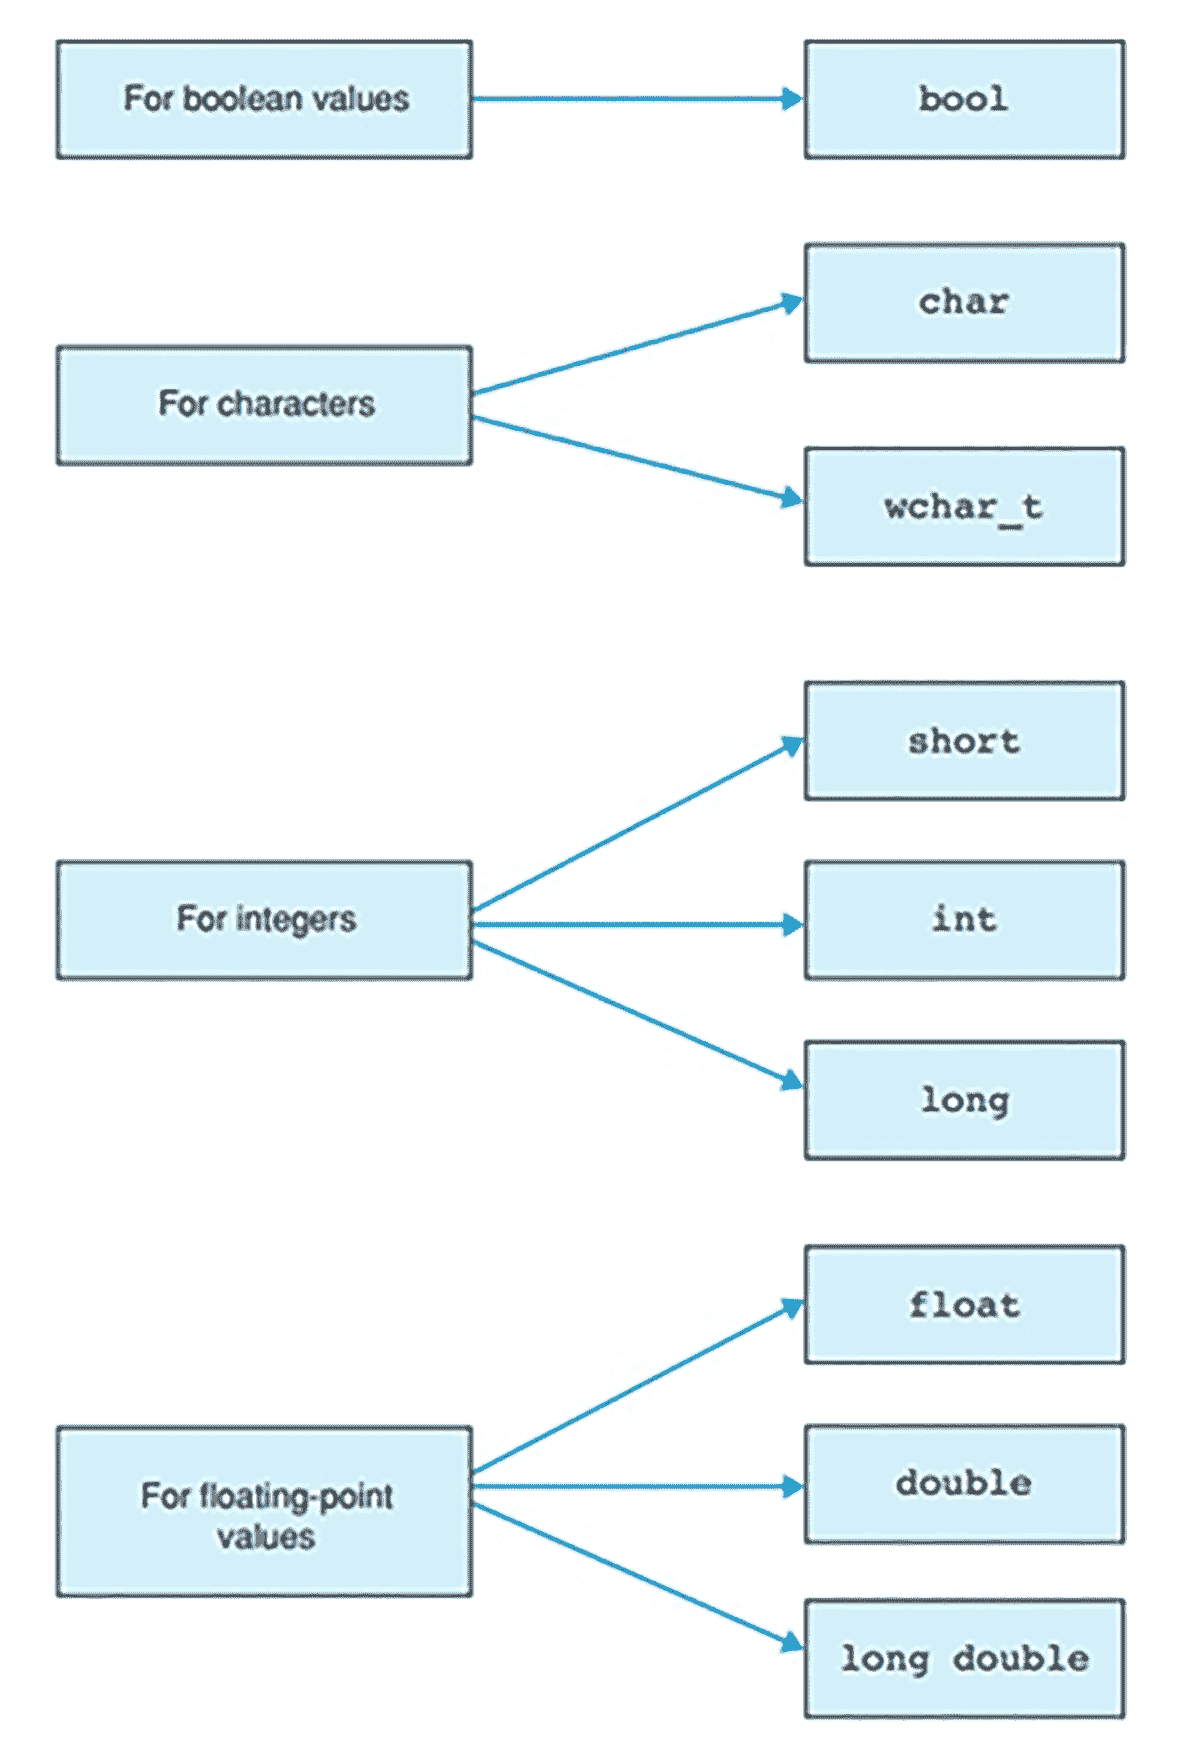 For boolean values
bool
For characters
char
wchar_t
For integers
short
int
long
For floating-point
values
float
double
long double